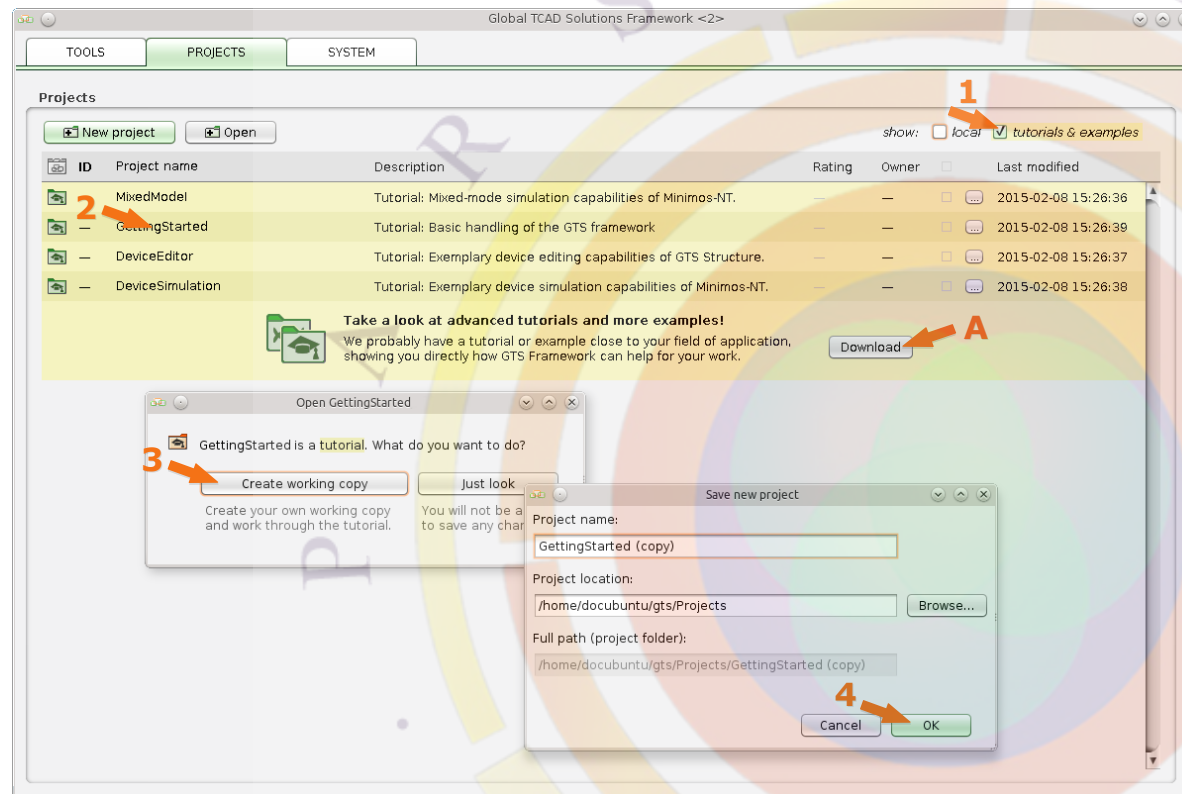 Global TCAD Solutions Framework <2>
TOOLS PROJECTS SYSTEM
Projects
1
New project Open show: local tutorials & examples
ID Project name Description Rating Owner Last modified
MixedModel Tutorial: Mixed-mode simulation capabilities of Minimos-NT. — — ... 2015-02-08 15:26:36
2
— GettingStarted Tutorial: Basic handling of the GTS framework — — ... 2015-02-08 15:26:39
— DeviceEditor Tutorial: Exemplary device editing capabilities of GTS Structure. — — ... 2015-02-08 15:26:37
— DeviceSimulation Tutorial: Exemplary device simulation capabilities of Minimos-NT. — — ... 2015-02-08 15:26:38
Take a look at advanced tutorials and more examples!
We probably have a tutorial or example close to your field of application,
showing you directly how GTS Framework can help for your work.
Download
A
Open GettingStarted
GettingStarted is a tutorial. What do you want to do?
3
Create working copy Just look
Create your own working copy
and work through the tutorial.
You will not be a
to save any char
Save new project
Project name:
GettingStarted (copy)
Project location:
/home/docubuntu/gts/Projects Browse...
Full path (project folder):
/home/docubuntu/gts/Projects/GettingStarted (copy)
4
Cancel OK
P A R S